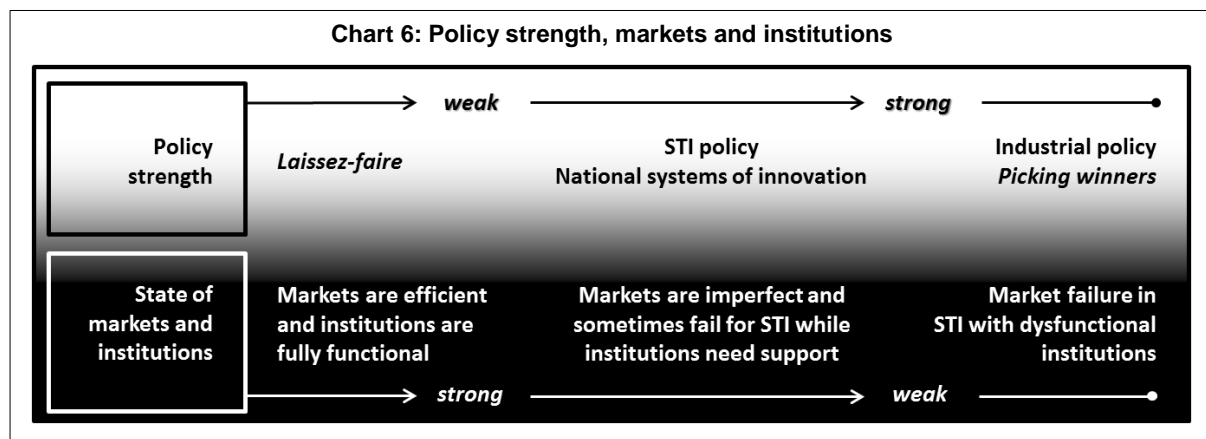 Chart 6: Policy strength, markets and institutions
weak
strong
Policy
strength
Laissez-faire
STI policy
National systems of innovation
Industrial policy
Picking winners
State of
markets and
institutions
Markets are efficient
and institutions are
fully functional
Markets are imperfect and
sometimes fail for STI while
institutions need support
Market failure in
STI with dysfunctional
institutions
strong
weak